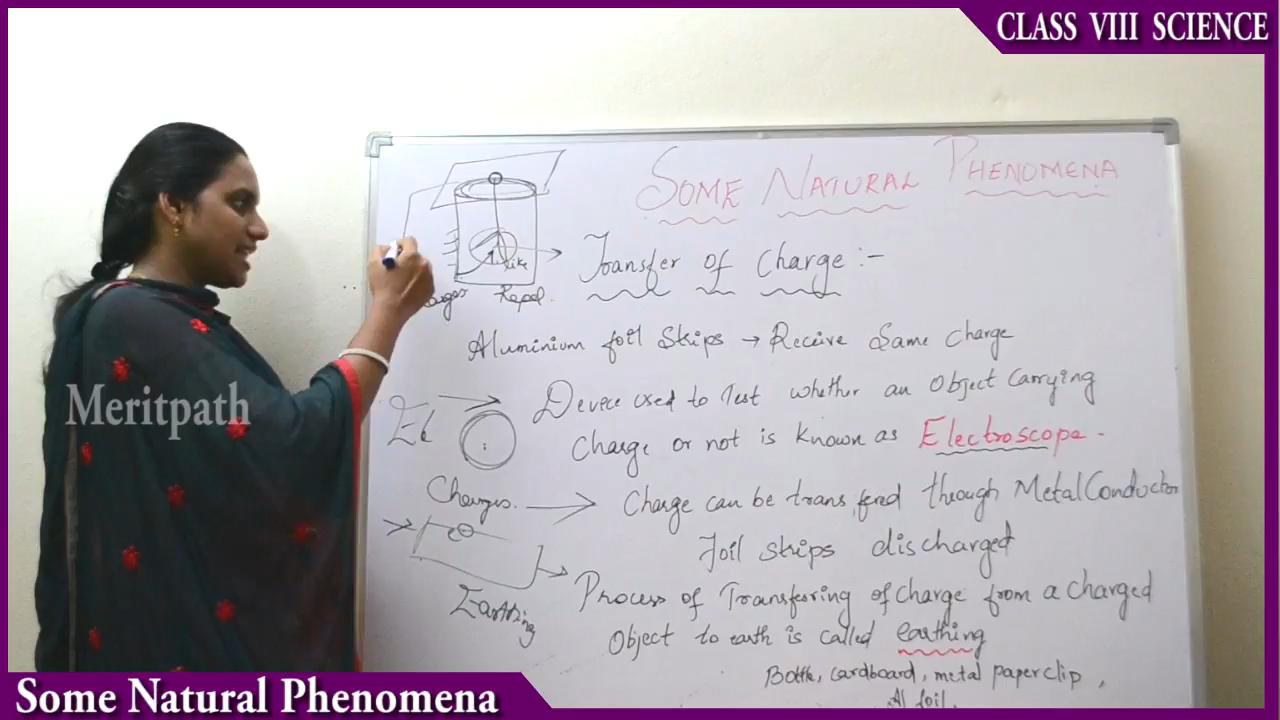 CLASS VIII SCIENCE
SOME NATURAL PHENOMENA
Transfer of Charge :-
like
Repel.
Aluminium foil Strips → Receive Same Charge
Device used to Test whether an Object Carrying
Charge or not is known as Electroscope.
Charges. → Charge can be transfered through Metal Conductor
Foil strips discharged
Process of Transferring of Charge from a Charged
Object to earth is called earthing
Earthing
Bottle, cardboard, metal paper clip,
Al foil.
Meritpath
Some Natural Phenomena